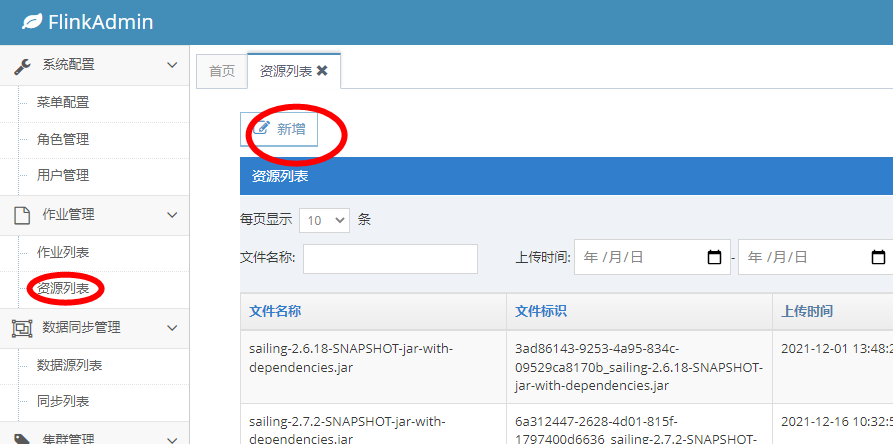 FlinkAdmin
系统配置
菜单配置
角色管理
用户管理
作业管理
作业列表
资源列表
数据同步管理
数据源列表
同步列表
集群管理
首页
资源列表
新增
资源列表
每页显示 10 条
文件名称:
上传时间: 年 /月/日 - 年 /月/日
文件名称 文件标识 上传时间
sailing-2.6.18-SNAPSHOT-jar-with-
dependencies.jar
3ad86143-9253-4a95-834c-
09529ca8170b_sailing-2.6.18-SNAPSHOT-
jar-with-dependencies.jar
2021-12-01 13:48:2
sailing-2.7.2-SNAPSHOT-jar-with-
dependencies.jar
6a312447-2628-4d01-815f-
1797400d6636_sailing-2.7.2-SNAPSHOT-
2021-12-16 10:32:5